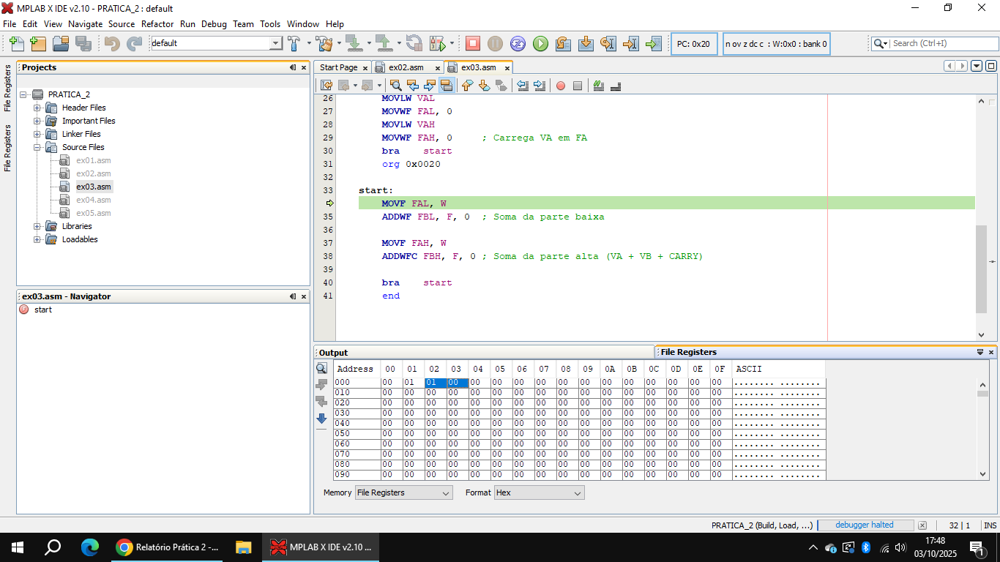 MPLAB X IDE v2.10 - PRATICA_2 : default
File Edit View Navigate Source Refactor Run Debug Team Tools Window Help
default
PC: 0x20
n ov z dc c : W:0x0 : bank 0
Search (Ctrl+I)
File Registers
File Registers
Projects
PRATICA_2
Header Files
Important Files
Linker Files
Source Files
ex01.asm
ex02.asm
ex03.asm
ex04.asm
ex05.asm
Libraries
Loadables
ex03.asm - Navigator
start
Start Page ex02.asm ex03.asm
26 MOVLW VAL
27 MOVWF FAL, 0
28 MOVLW VAH
29 MOVWF FAH, 0 ; Carrega VA em FA
30 bra start
31 org 0x0020
32
33 start:
MOVF FAL, W
35 ADDWF FBL, F, 0 ; Soma da parte baixa
36
37 MOVF FAH, W
38 ADDWFC FBH, F, 0 ; Soma da parte alta (VA + VB + CARRY)
39
40 bra start
41 end
Output
File Registers
Address 00 01 02 03 04 05 06 07 08 09 0A 0B 0C 0D 0E 0F ASCII
000 00 01 01 00 00 00 00 00 00 00 00 00 00 00 00 00 ........ ........
010 00 00 00 00 00 00 00 00 00 00 00 00 00 00 00 00 ........ ........
020 00 00 00 00 00 00 00 00 00 00 00 00 00 00 00 00 ........ ........
030 00 00 00 00 00 00 00 00 00 00 00 00 00 00 00 00 ........ ........
040 00 00 00 00 00 00 00 00 00 00 00 00 00 00 00 00 ........ ........
050 00 00 00 00 00 00 00 00 00 00 00 00 00 00 00 00 ........ ........
060 00 00 00 00 00 00 00 00 00 00 00 00 00 00 00 00 ........ ........
070 00 00 00 00 00 00 00 00 00 00 00 00 00 00 00 00 ........ ........
080 00 00 00 00 00 00 00 00 00 00 00 00 00 00 00 00 ........ ........
090 00 00 00 00 00 00 00 00 00 00 00 00 00 00 00 00 ........ ........
Memory File Registers Format Hex
PRATICA_2 (Build, Load, ...) debugger halted 32 | 1 INS
Relatório Prática 2 -...
MPLAB X IDE v2.10 ...
17:48
03/10/2025
1